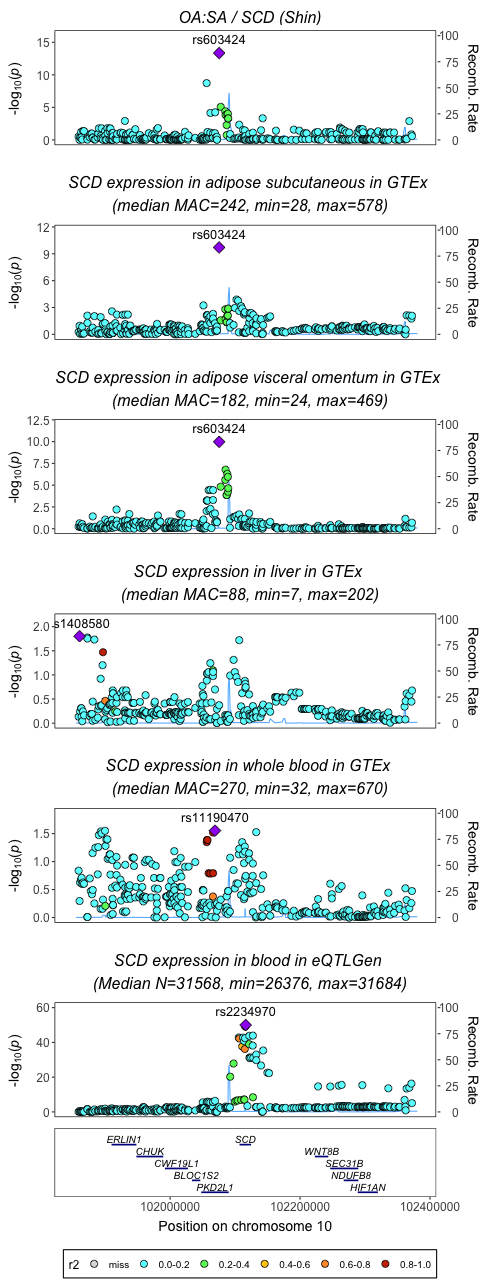 OA:SA / SCD (Shin)
rs603424
15
10
5
0
100
75
50
25
0
-log10(p)
Recomb. Rate
SCD expression in adipose subcutaneous in GTEx
(median MAC=242, min=28, max=578)
rs603424
12
9
6
3
0
100
75
50
25
0
-log10(p)
Recomb. Rate
SCD expression in adipose visceral omentum in GTEx
(median MAC=182, min=24, max=469)
rs603424
12.5
10.0
7.5
5.0
2.5
0.0
100
75
50
25
0
-log10(p)
Recomb. Rate
SCD expression in liver in GTEx
(median MAC=88, min=7, max=202)
s1408580
2.0
1.5
1.0
0.5
0.0
100
75
50
25
0
-log10(p)
Recomb. Rate
SCD expression in whole blood in GTEx
(median MAC=270, min=32, max=670)
rs11190470
1.5
1.0
0.5
0.0
100
75
50
25
0
-log10(p)
Recomb. Rate
SCD expression in blood in eQTLGen
(Median N=31568, min=26376, max=31684)
rs2234970
60
40
20
0
100
75
50
25
0
-log10(p)
Recomb. Rate
ERLIN1 SCD
CHUK WNT8B
CWF19L1 SEC31B
BLOC1S2 NDUFB8
PKD2L1 HIF1AN
102000000 102200000 102400000
Position on chromosome 10
r2 miss 0.0-0.2 0.2-0.4 0.4-0.6 0.6-0.8 0.8-1.0